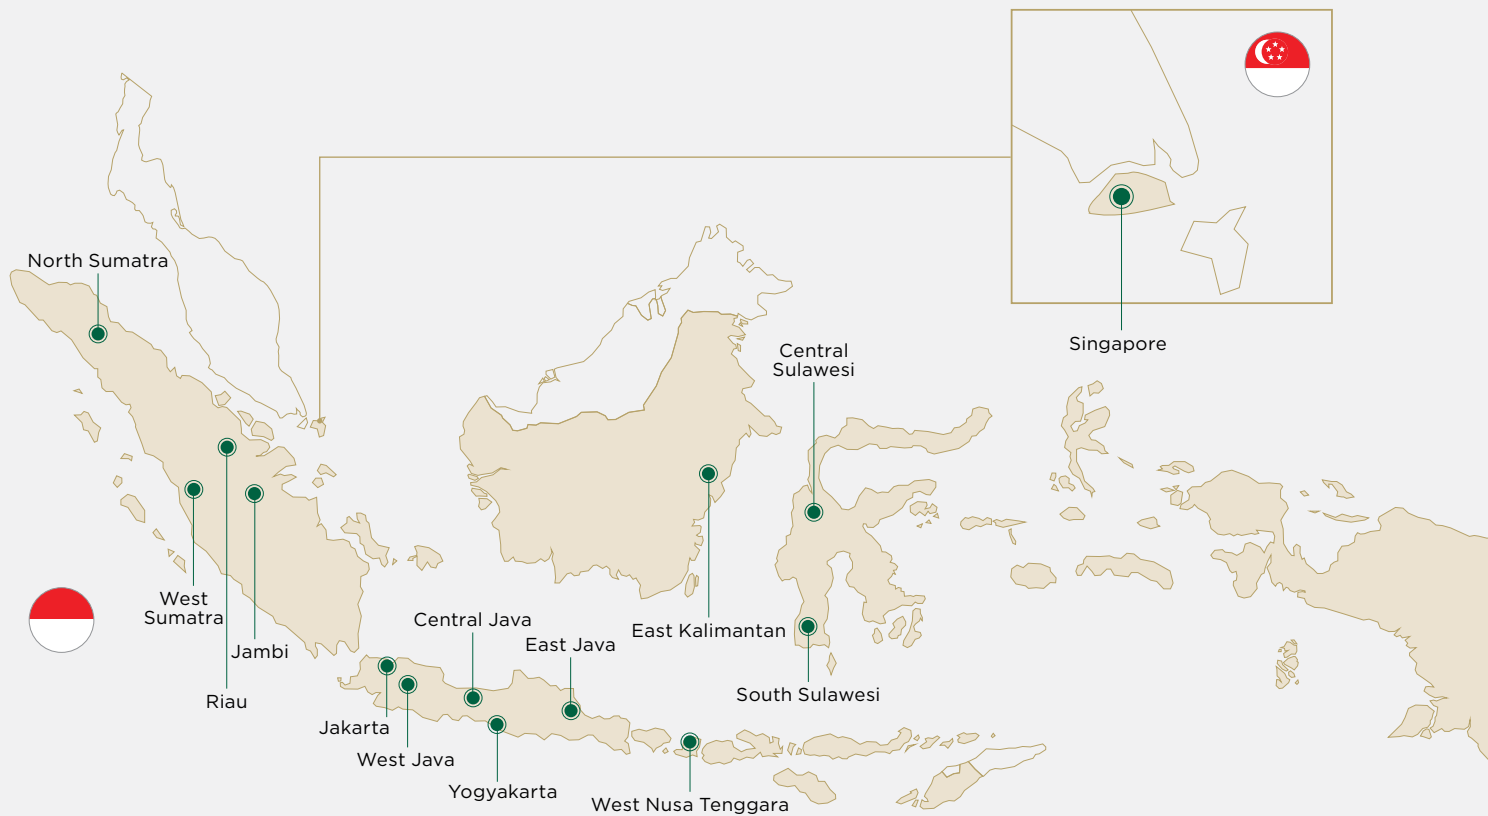 North Sumatra
Singapore
Central
Sulawesi
West
Sumatra
Central Java
East Kalimantan
East Java
Jambi
South Sulawesi
Riau
Jakarta
West Java
Yogyakarta
West Nusa Tenggara